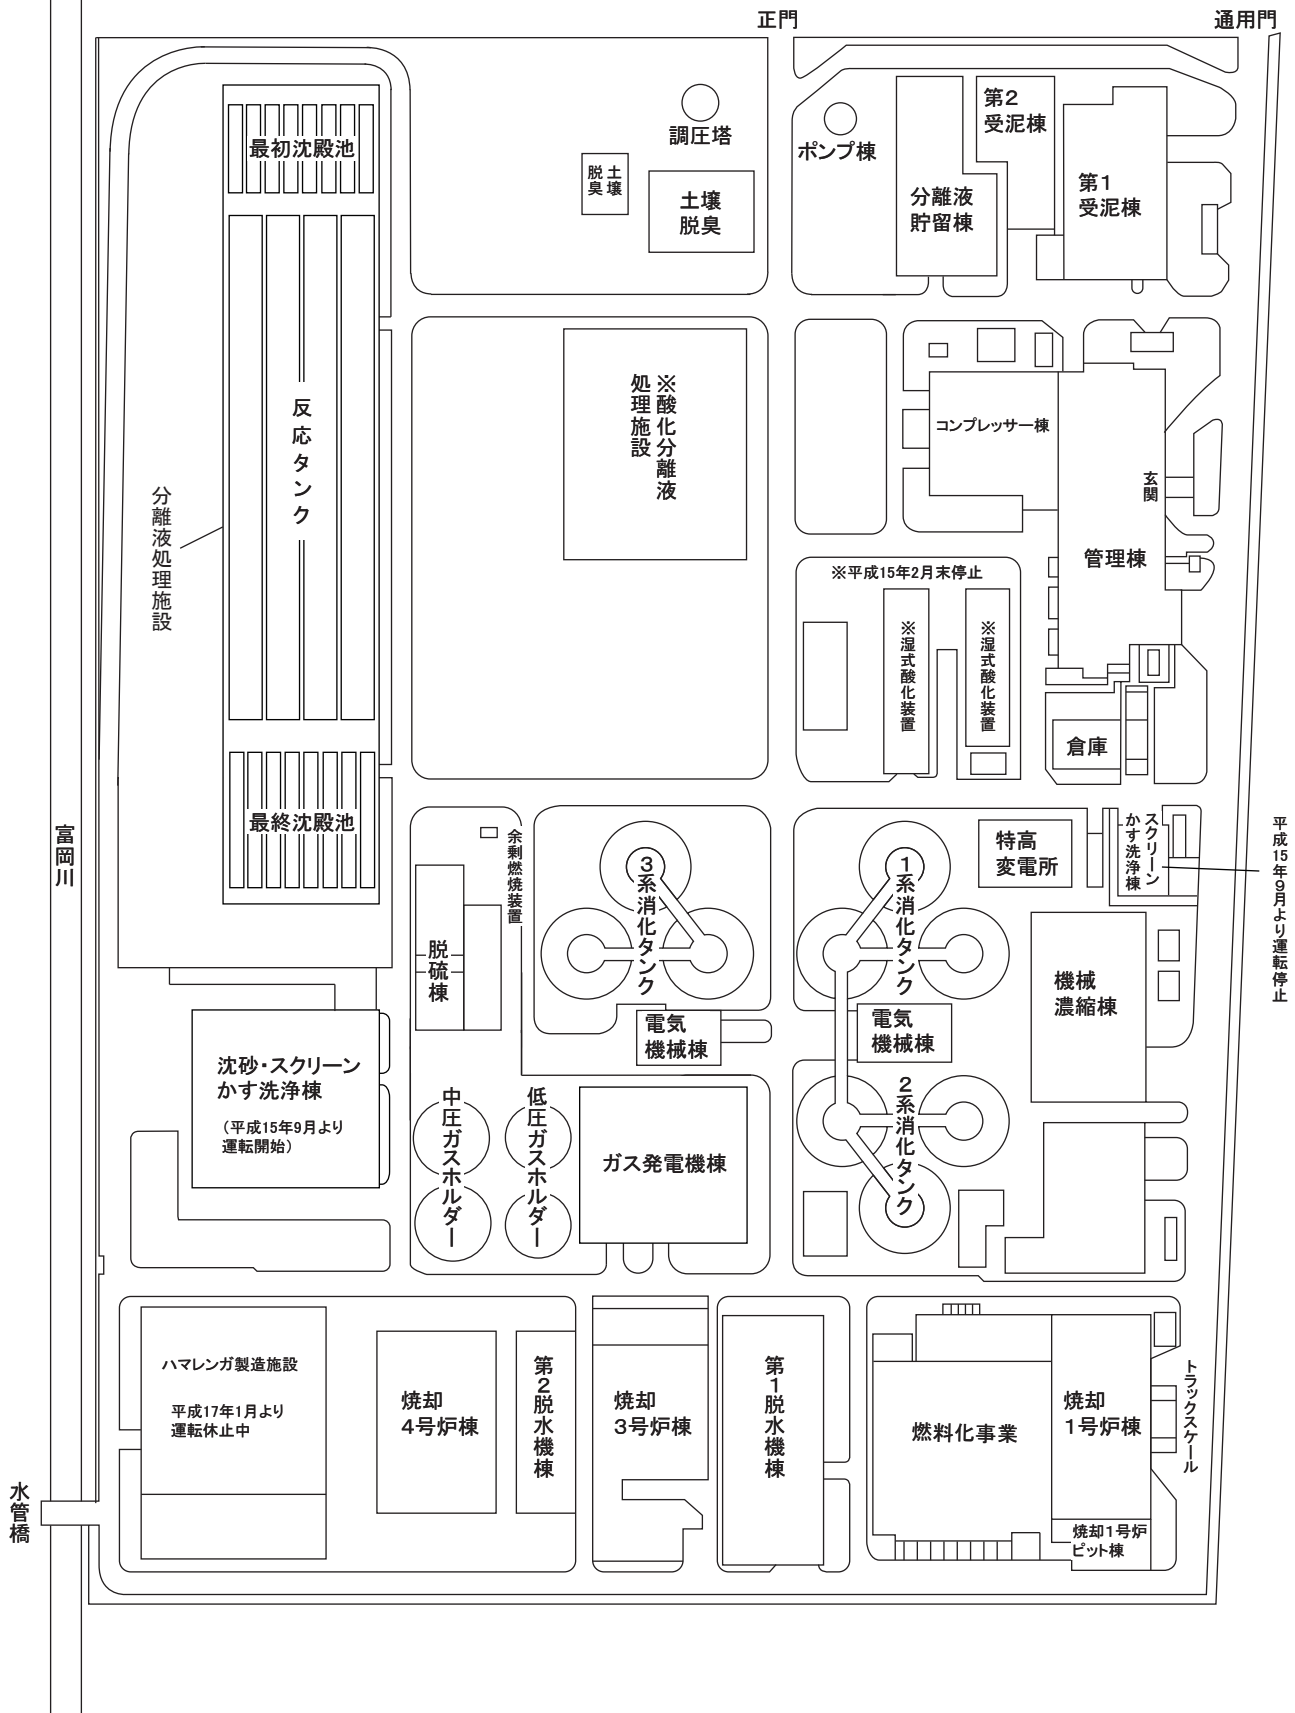 正門
通用門
調圧塔
脱臭
土壌
土壌
脱臭
ポンプ棟
分離液
貯留棟
第2
受泥棟
第1
受泥棟
最初沈殿池
反応タンク
分離液処理施設
最終沈殿池
※酸化分離液
処理施設
コンプレッサー棟
玄関
管理棟
※平成15年2月末停止
※湿式酸化装置
※湿式酸化装置
倉庫
富岡川
余剰燃焼装置
脱硫棟
3系消化タンク
1系消化タンク
特高
変電所
スクリーン
かす洗浄棟
平成15年9月より運転停止
機械
濃縮棟
電気
機械棟
電気
機械棟
2系消化タンク
沈砂・スクリーン
かす洗浄棟
(平成15年9月より
運転開始)
中圧ガスホルダー
低圧ガスホルダー
ガス発電機棟
ハマレンガ製造施設
平成17年1月より
運転休止中
焼却
4号炉棟
第2脱水機棟
焼却
3号炉棟
第1脱水機棟
燃料化事業
焼却
1号炉棟
トラックスケール
焼却1号炉
ピット棟
水管橋